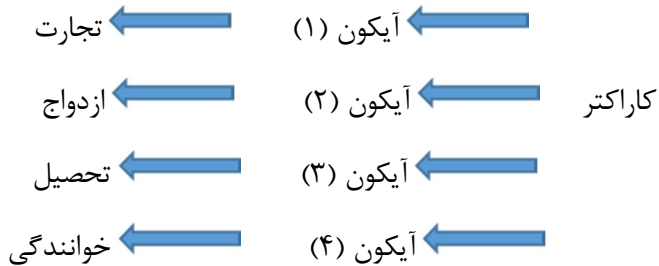 آیکون (۱) تجارت
کاراکتر آیکون (۲) ازدواج
آیکون (۳) تحصیل
آیکون (۴) خوانندگی